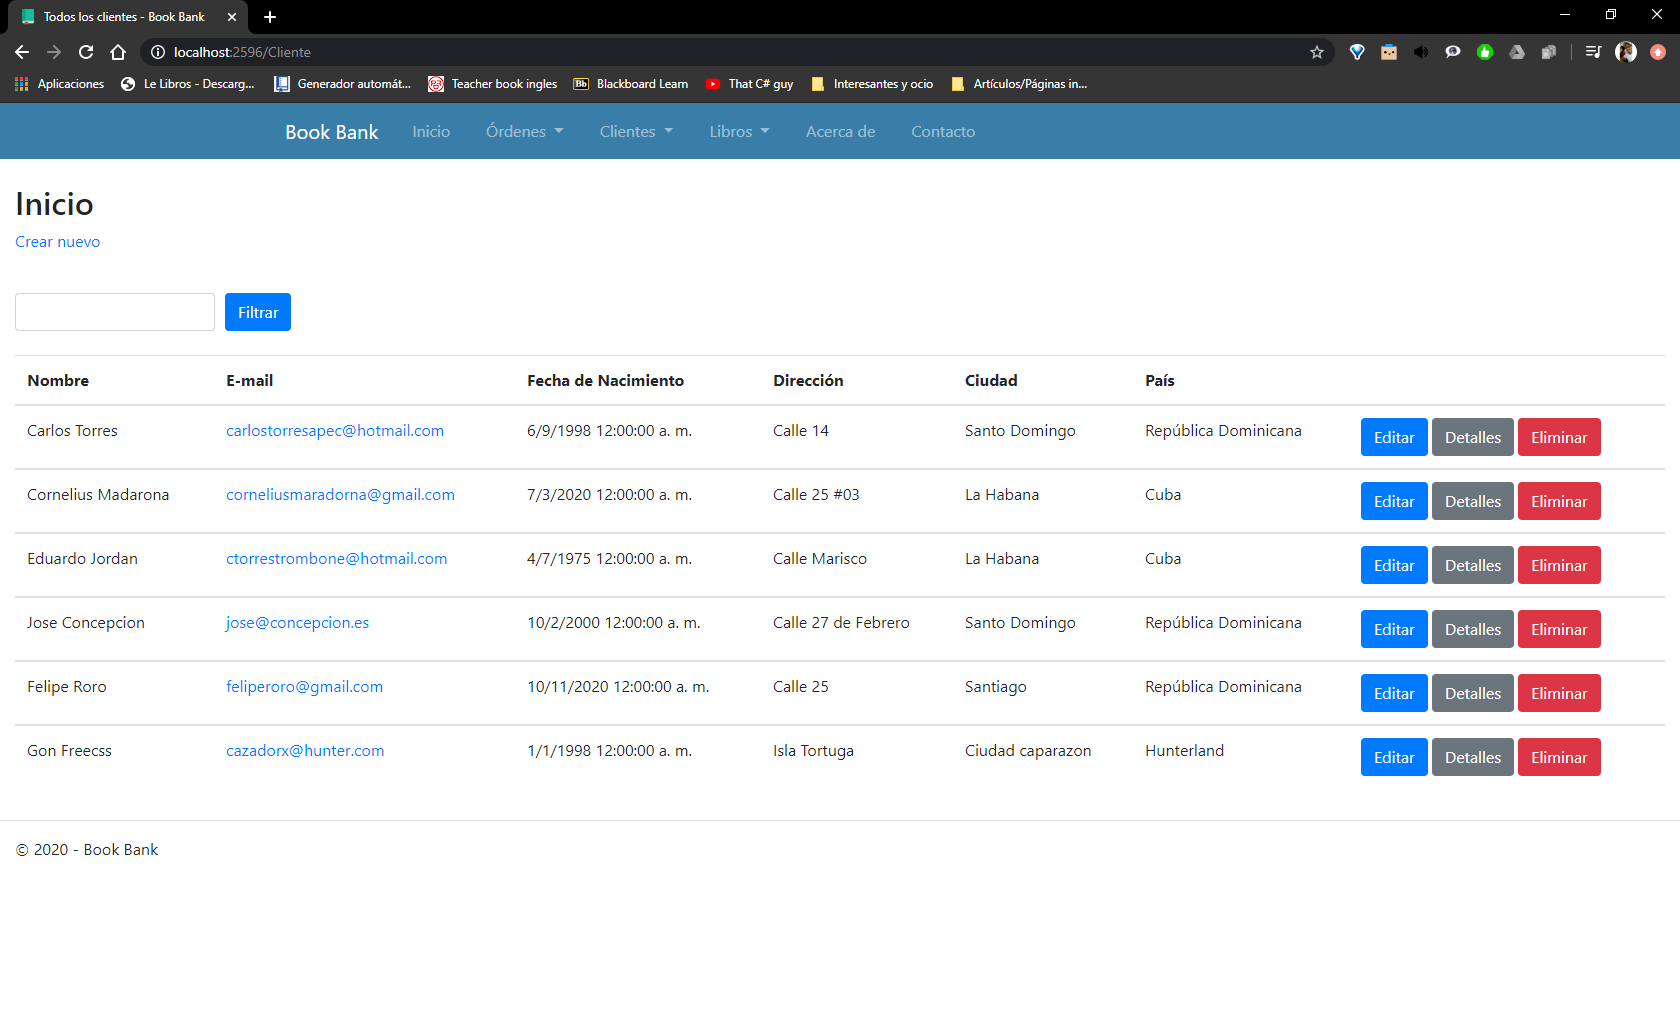 Todos los clientes - Book Bank
localhost:2596/Cliente
Aplicaciones Le Libros - Descarg... Generador automát... Teacher book ingles Bb Blackboard Learn That C# guy Interesantes y ocio Artículos/Páginas in...
Book Bank Inicio Órdenes Clientes Libros Acerca de Contacto
Inicio
Crear nuevo
Filtrar
Nombre E-mail Fecha de Nacimiento Dirección Ciudad País
Carlos Torres carlostorresapec@hotmail.com 6/9/1998 12:00:00 a. m. Calle 14 Santo Domingo República Dominicana Editar Detalles Eliminar
Cornelius Madarona corneliusmaradorna@gmail.com 7/3/2020 12:00:00 a. m. Calle 25 #03 La Habana Cuba Editar Detalles Eliminar
Eduardo Jordan ctorrestrombone@hotmail.com 4/7/1975 12:00:00 a. m. Calle Marisco La Habana Cuba Editar Detalles Eliminar
Jose Concepcion jose@concepcion.es 10/2/2000 12:00:00 a. m. Calle 27 de Febrero Santo Domingo República Dominicana Editar Detalles Eliminar
Felipe Roro feliperoro@gmail.com 10/11/2020 12:00:00 a. m. Calle 25 Santiago República Dominicana Editar Detalles Eliminar
Gon Freecss cazadorx@hunter.com 1/1/1998 12:00:00 a. m. Isla Tortuga Ciudad caparazon Hunterland Editar Detalles Eliminar
© 2020 - Book Bank